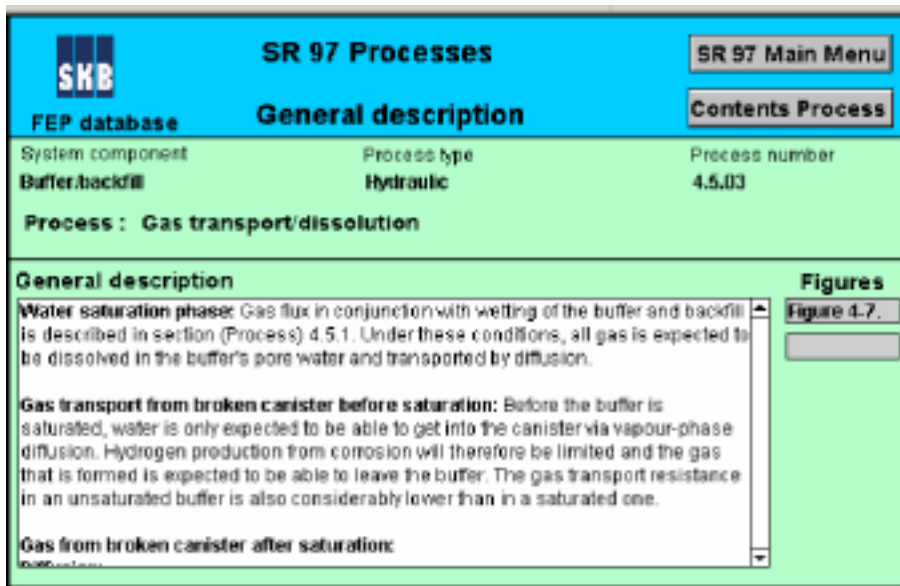 SKB
FEP database
SR 97 Processes
General description
SR 97 Main Menu
Contents Process
System component
Process type
Process number
Buffer/backfill
Hydraulic
4.5.03
Process : Gas transport/dissolution
General description
Figures
Water saturation phase: Gas flux in conjunction with wetting of the buffer and backfill
is described in section (Process) 4.5.1. Under these conditions, all gas is expected to
be dissolved in the buffer's pore water and transported by diffusion.
Gas transport from broken canister before saturation: Before the buffer is
saturated, water is only expected to be able to get into the canister via vapour-phase
diffusion. Hydrogen production from corrosion will therefore be limited and the gas
that is formed is expected to be able to leave the buffer. The gas transport resistance
in an unsaturated buffer is also considerably lower than in a saturated one.
Gas from broken canister after saturation:
Figure 4-7.